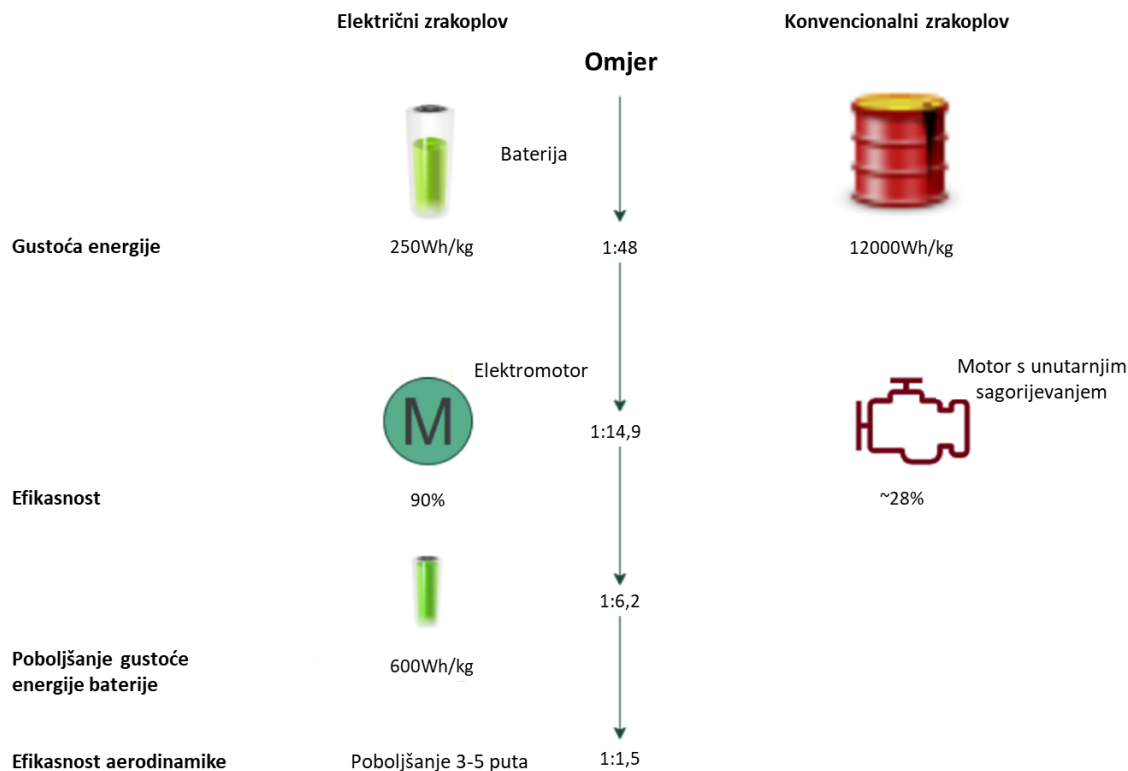 Električni zrakoplov
Konvencionalni zrakoplov
Omjer
Baterija
Gustoća energije
250Wh/kg
1:48
12000Wh/kg
Elektromotor
Motor s unutarnjim
sagorijevanjem
M
1:14,9
Efikasnost
90%
~28%
1:6,2
Poboljšanje gustoće
energije baterije
600Wh/kg
Efikasnost aerodinamike
Poboljšanje 3-5 puta
1:1,5